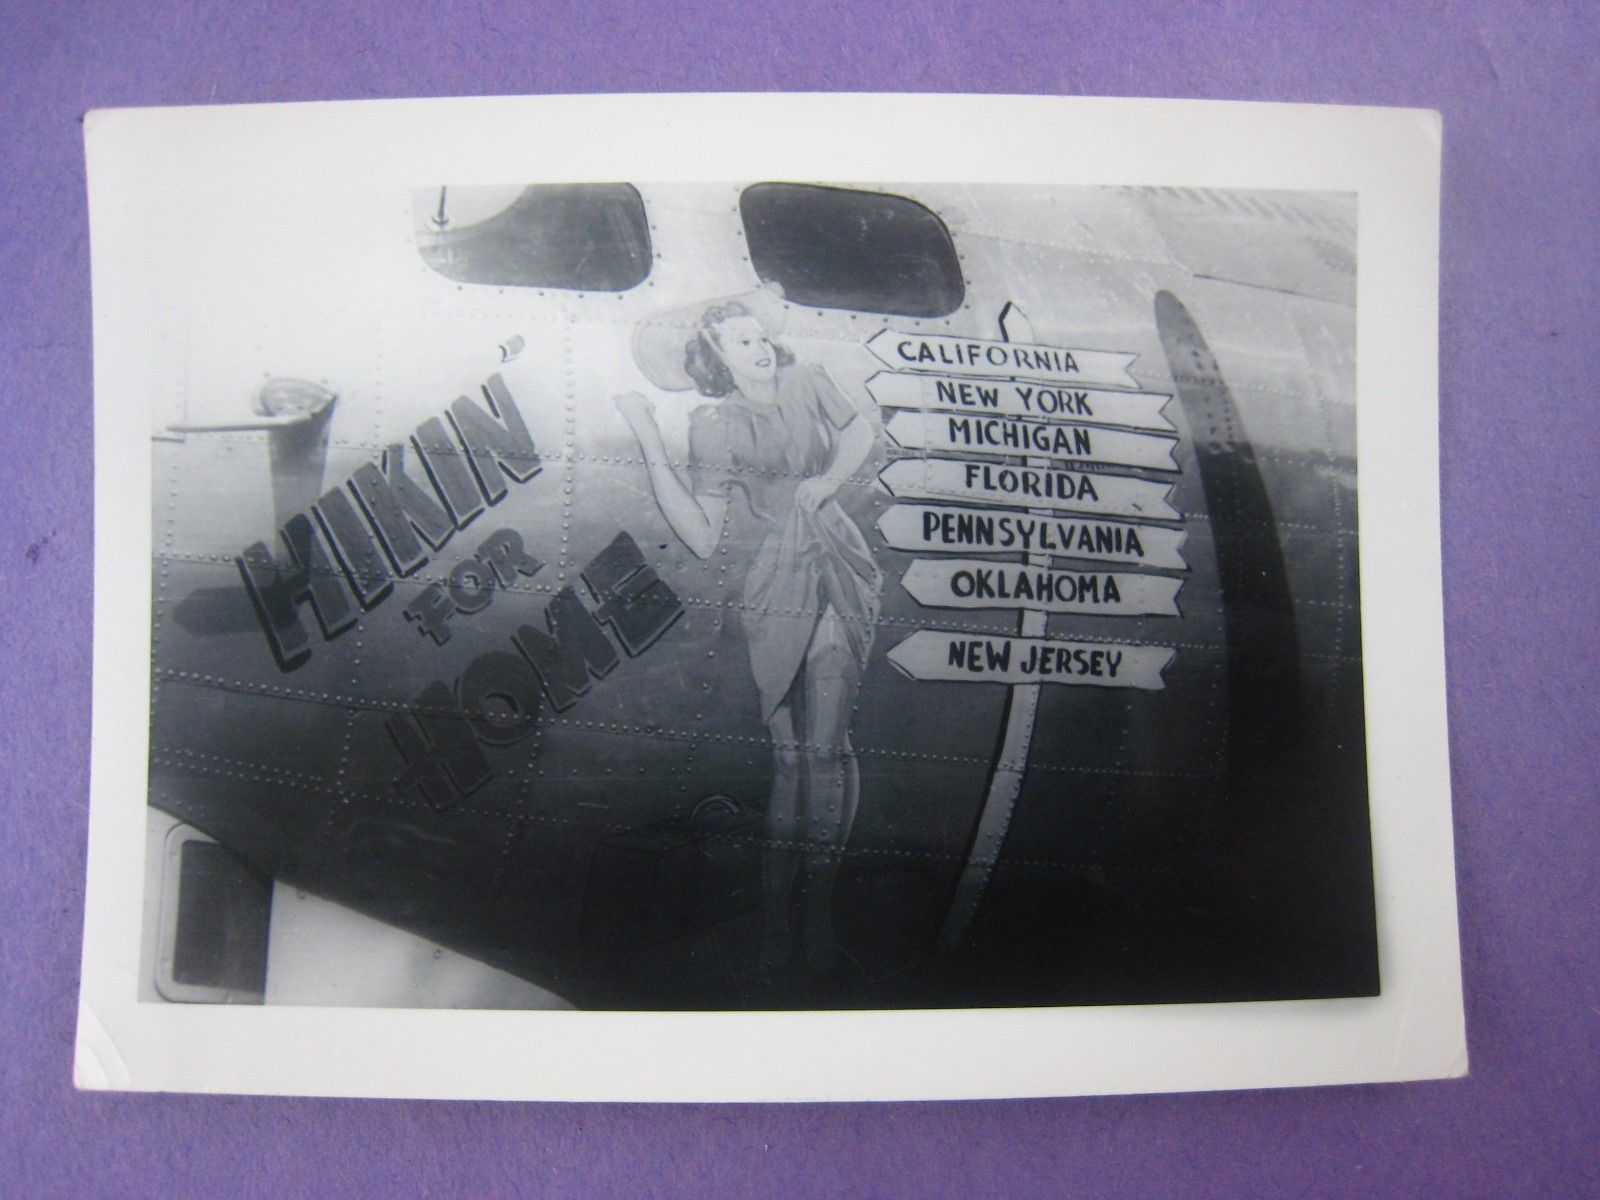 HIKIN'
FOR
HOME
CALIFORNIA
NEW YORK
MICHIGAN
FLORIDA
PENNSYLVANIA
OKLAHOMA
NEW JERSEY